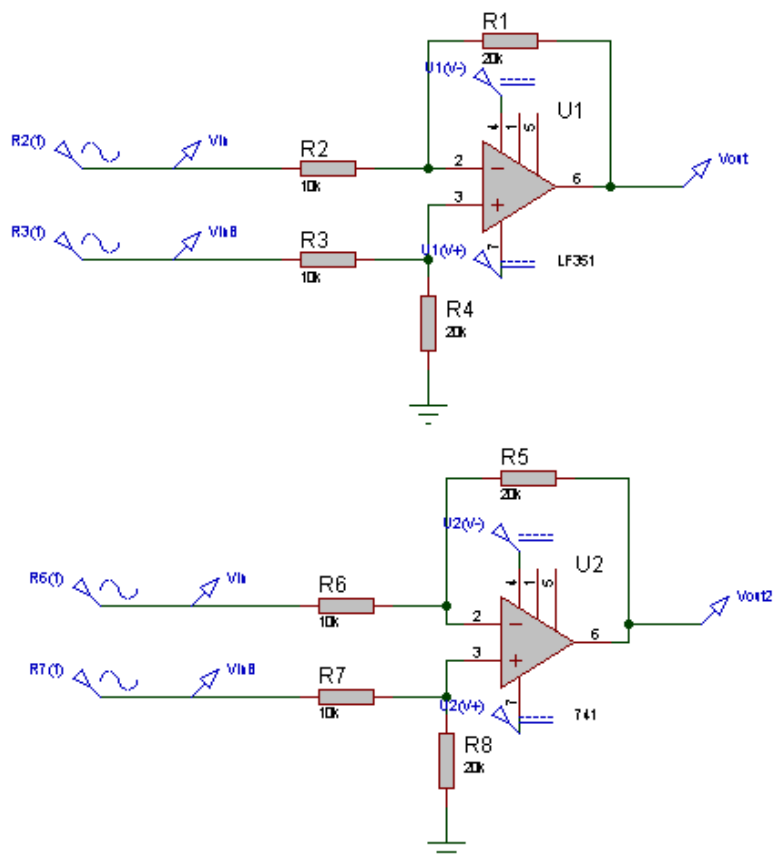 R1
20k
U1(V-)
U1
4
1
5
R2(1)
Vin
R2
10k
2
6
Vout
3
R3(1)
VinB
R3
10k
U1(V+)
7
LF351
R4
20k
R5
20k
U2(V-)
U2
4
1
5
R6(1)
Vin
R6
10k
2
6
Vout2
3
R7(1)
VinB
R7
10k
U2(V+)
7
741
R8
20k